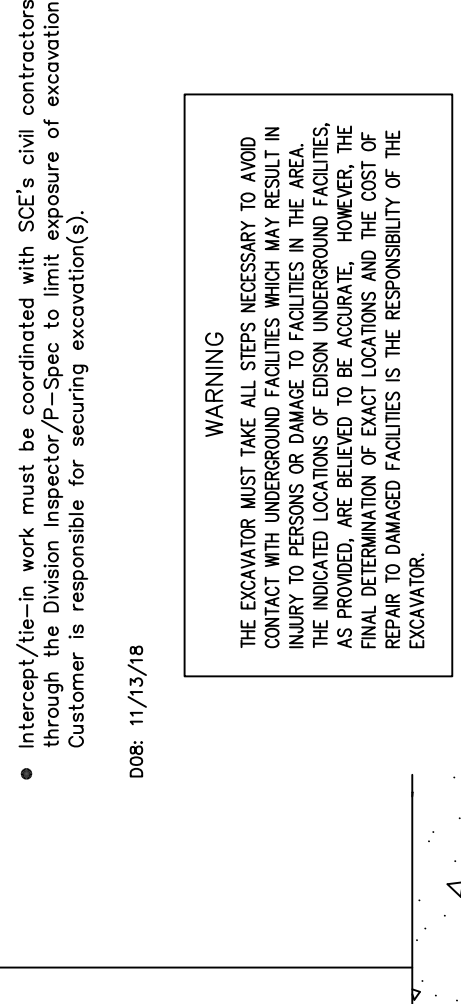 ● Intercept/tie–in work must be coordinated with SCE's civil contractors
through the Division Inspector/P–Spec to limit exposure of excavation
Customer is responsible for securing excavation(s).
D08: 11/13/18
WARNING
THE EXCAVATOR MUST TAKE ALL STEPS NECESSARY TO AVOID
CONTACT WITH UNDERGROUND FACILITIES WHICH MAY RESULT IN
INJURY TO PERSONS OR DAMAGE TO FACILITIES IN THE AREA.
THE INDICATED LOCATIONS OF EDISON UNDERGROUND FACILITIES,
AS PROVIDED, ARE BELIEVED TO BE ACCURATE, HOWEVER, THE
FINAL DETERMINATION OF EXACT LOCATIONS AND THE COST OF
REPAIR TO DAMAGED FACILITIES IS THE RESPONSIBILITY OF THE
EXCAVATOR.